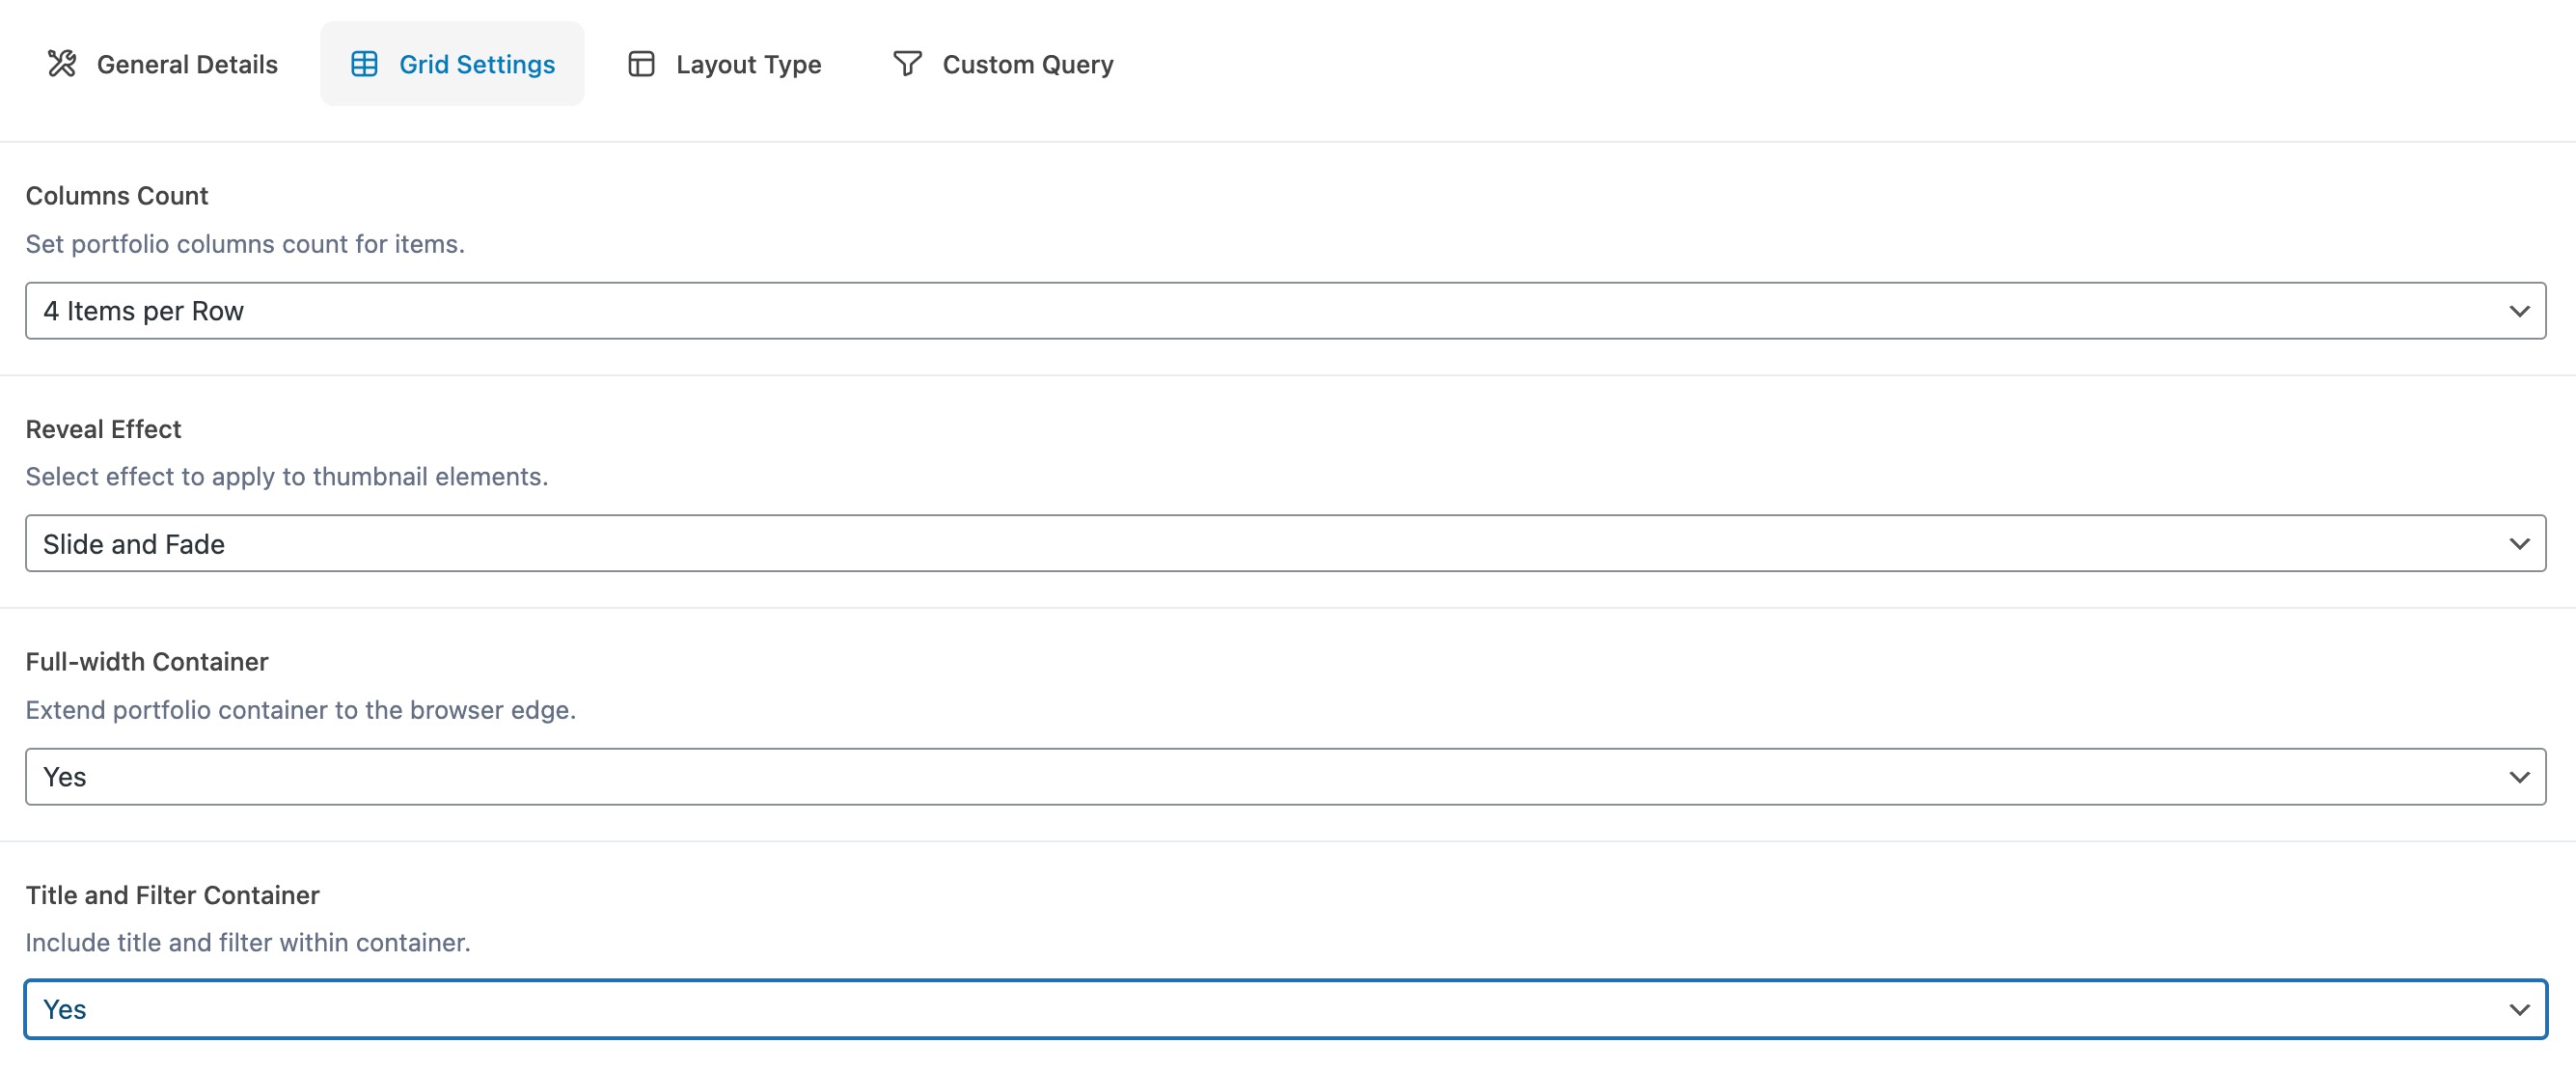 General Details
Grid Settings
Layout Type
Custom Query
Columns Count
Set portfolio columns count for items.
4 Items per Row
Reveal Effect
Select effect to apply to thumbnail elements.
Slide and Fade
Full-width Container
Extend portfolio container to the browser edge.
Yes
Title and Filter Container
Include title and filter within container.
Yes